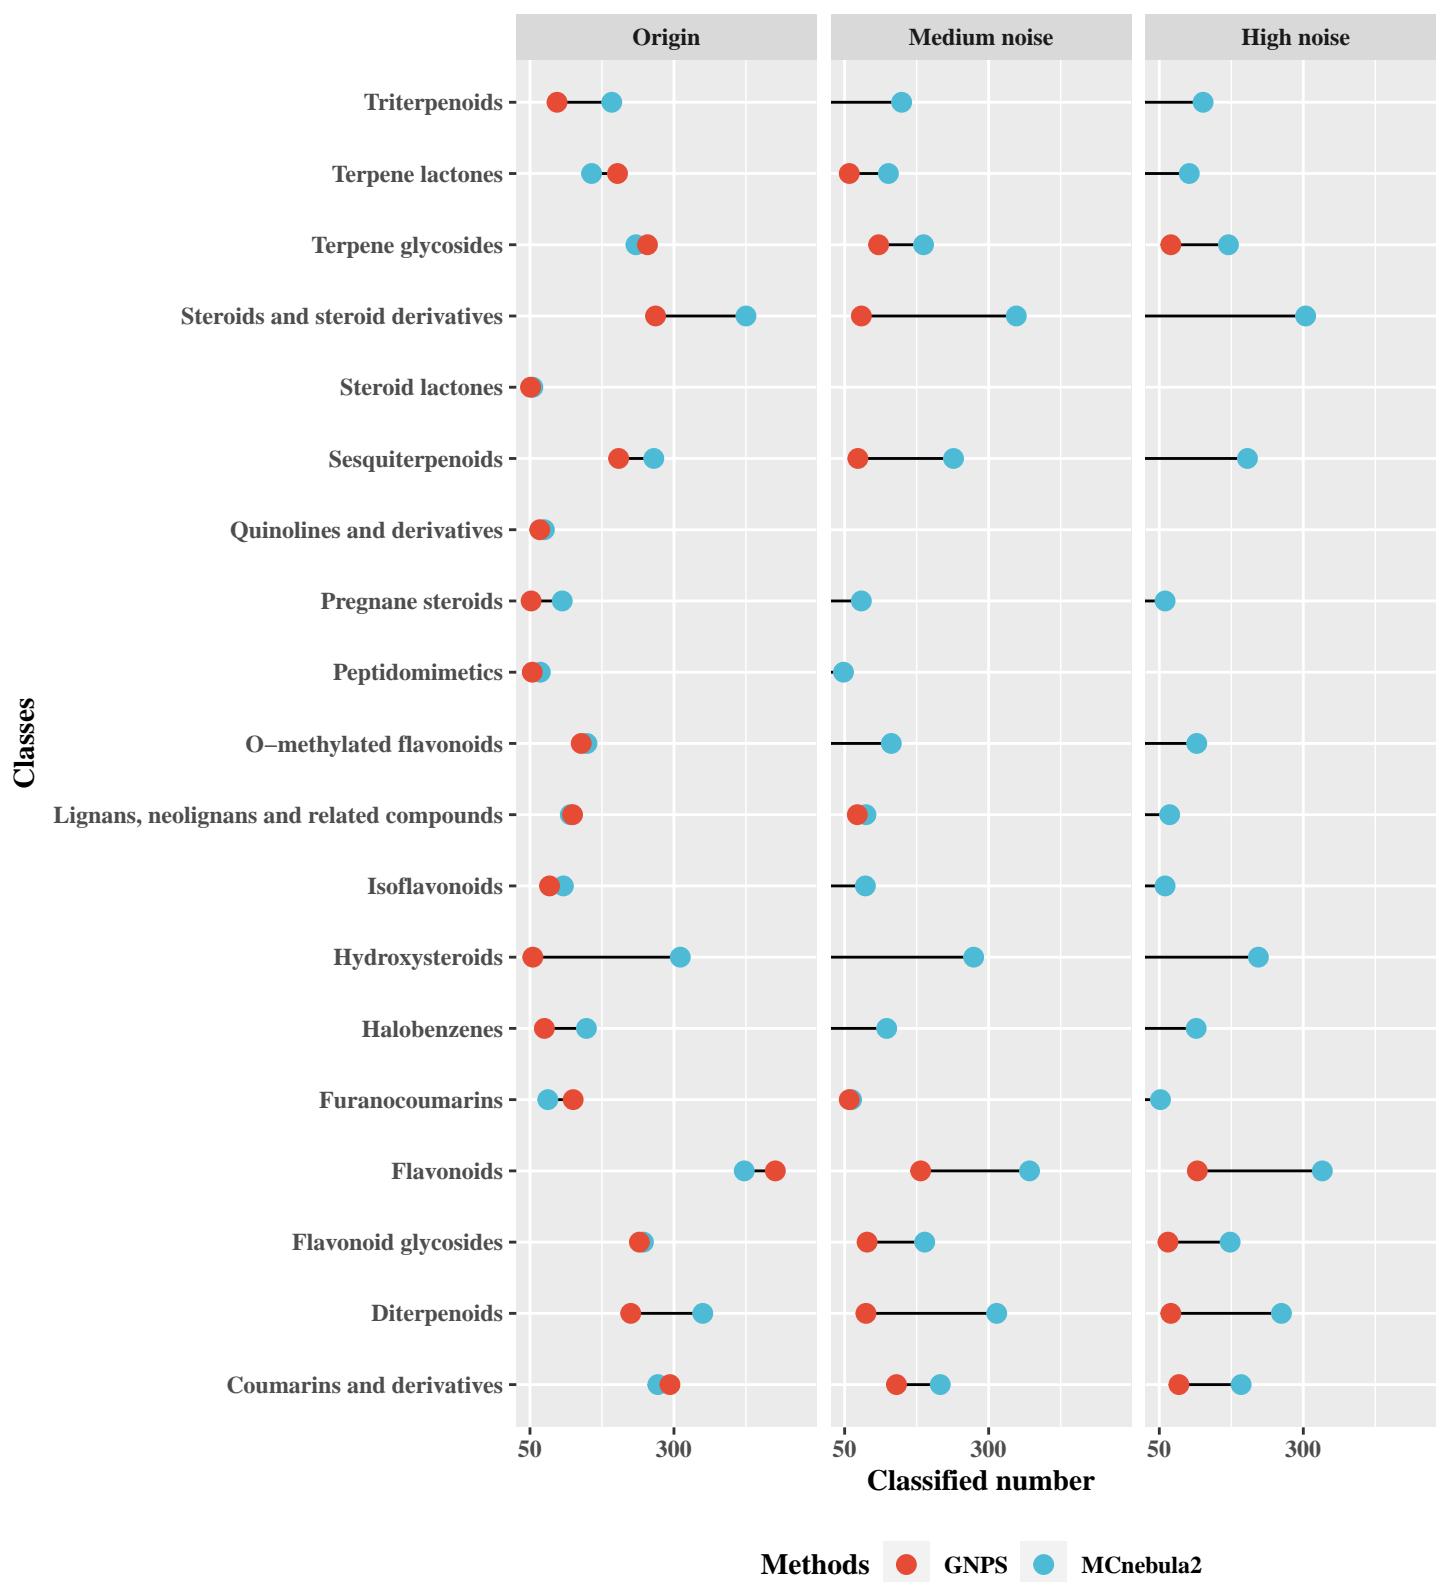 Origin
Medium noise
High noise
Triterpenoids
Terpene lactones
Terpene glycosides
Steroids and steroid derivatives
Steroid lactones
Sesquiterpenoids
Quinolines and derivatives
Pregnane steroids
Peptidomimetics
O−methylated flavonoids
Lignans, neolignans and related compounds
Isoflavonoids
Hydroxysteroids
Halobenzenes
Furanocoumarins
Flavonoids
Flavonoid glycosides
Diterpenoids
Coumarins and derivatives
Classes
50 300 50 300 50 300
Classified number
Methods GNPS MCnebula2